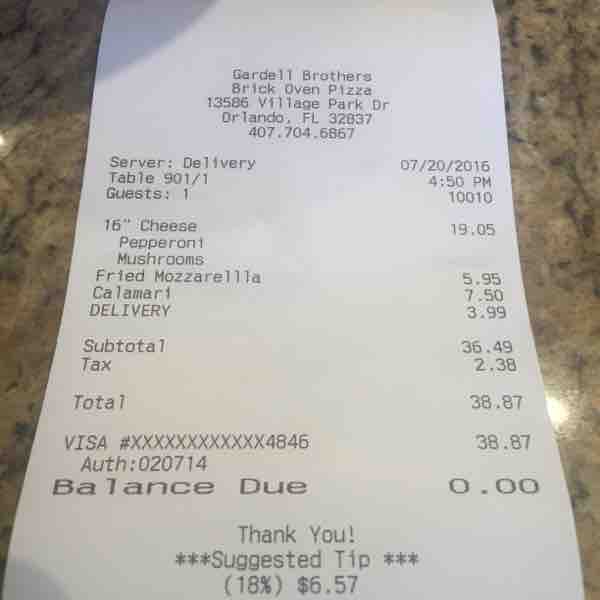 Gardell Brothers
Brick Oven Pizza
13586 Village Park Dr
Orlando, FL 32837
407.704.6867
Server: Delivery 07/20/2016
Table 901/1 4:50 PM
Guests: 1 10010
16" Cheese 19.05
Pepperoni
Mushrooms
Fried Mozzarellla 5.95
Calamari 7.50
DELIVERY 3.99
Subtotal 36.49
Tax 2.38
Total 38.87
VISA #XXXXXXXXXXXX4846 38.87
Auth:020714
Balance Due 0.00
Thank You!
***Suggested Tip ***
(18%) $6.57